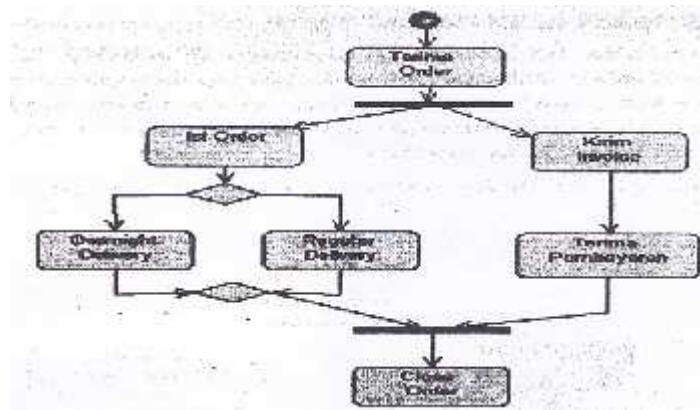 Terima
Order
Isi Order
Kirim
Invoice
Overnight
Delivery
Regular
Delivery
Terima
Pembayaran
Close
Order